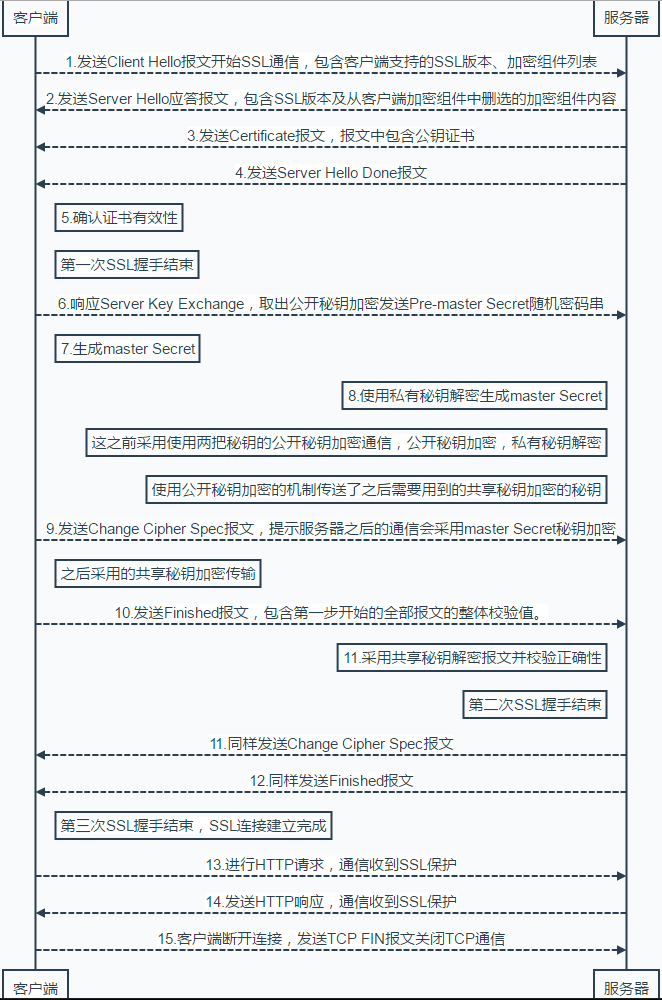 客户端
服务器
1.发送Client Hello报文开始SSL通信，包含客户端支持的SSL版本、加密组件列表
2.发送Server Hello应答报文，包含SSL版本及从客户端加密组件中删选的加密组件内容
3.发送Certificate报文，报文中包含公钥证书
4.发送Server Hello Done报文
5.确认证书有效性
第一次SSL握手结束
6.响应Server Key Exchange，取出公开秘钥加密发送Pre-master Secret随机密码串
7.生成master Secret
8.使用私有秘钥解密生成master Secret
这之前采用使用两把秘钥的公开秘钥加密通信，公开秘钥加密，私有秘钥解密
使用公开秘钥加密的机制传送了之后需要用到的共享秘钥加密的秘钥
9.发送Change Cipher Spec报文，提示服务器之后的通信会采用master Secret秘钥加密
之后采用的共享秘钥加密传输
10.发送Finished报文，包含第一步开始的全部报文的整体校验值。
11.采用共享秘钥解密报文并校验正确性
第二次SSL握手结束
11.同样发送Change Cipher Spec报文
12.同样发送Finished报文
第三次SSL握手结束，SSL连接建立完成
13.进行HTTP请求，通信收到SSL保护
14.发送HTTP响应，通信收到SSL保护
15.客户端断开连接，发送TCP FIN报文关闭TCP通信
客户端
服务器